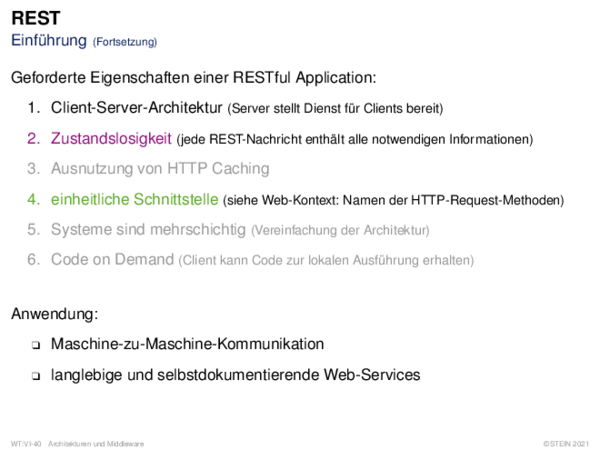 REST
Einführung (Fortsetzung)
Geforderte Eigenschaften einer RESTful Application:
1. Client-Server-Architektur (Server stellt Dienst für Clients bereit)
2. Zustandslosigkeit (jede REST-Nachricht enthält alle notwendigen Informationen)
3. Ausnutzung von HTTP Caching
4. einheitliche Schnittstelle (siehe Web-Kontext: Namen der HTTP-Request-Methoden)
5. Systeme sind mehrschichtig (Vereinfachung der Architektur)
6. Code on Demand (Client kann Code zur lokalen Ausführung erhalten)
Anwendung:
❑ Maschine-zu-Maschine-Kommunikation
❑ langlebige und selbstdokumentierende Web-Services
WT:VI-40 Architekturen und Middleware ©STEIN 2021